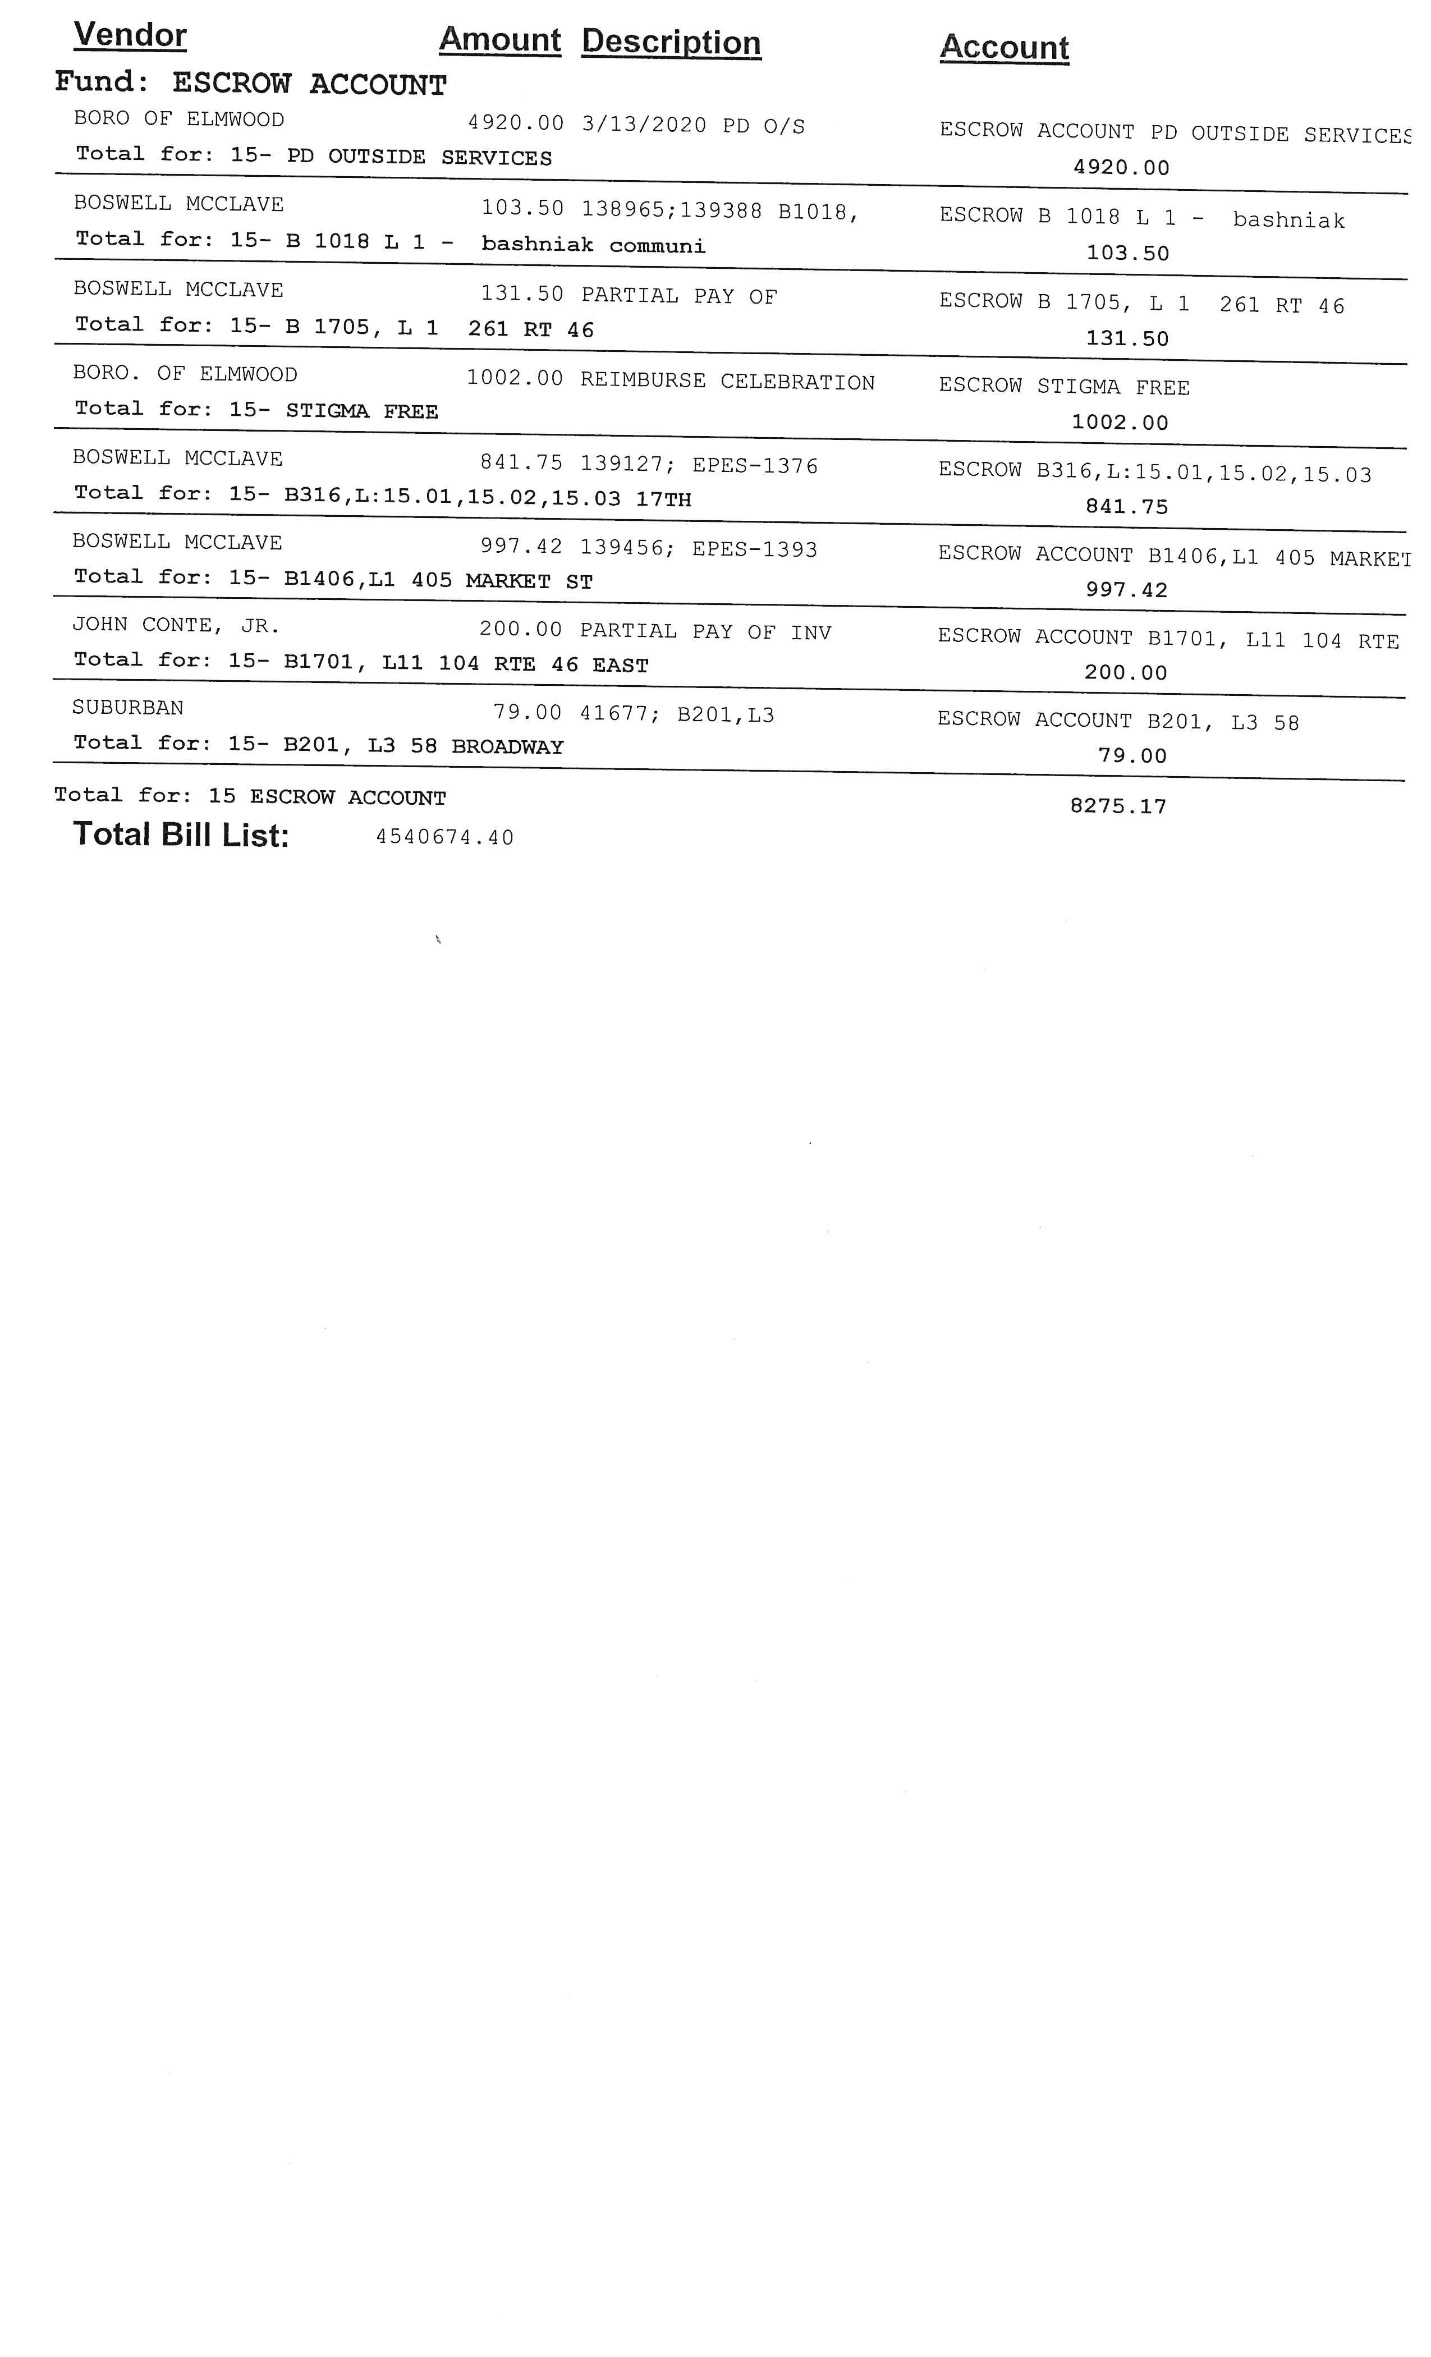 Vendor Amount Description Account
Fund: ESCROW ACCOUNT
BORO OF ELMWOOD 4920.00 3/13/2020 PD O/S ESCROW ACCOUNT PD OUTSIDE SERVICES
Total for: 15- PD OUTSIDE SERVICES 4920.00
BOSWELL MCCLAVE 103.50 138965;139388 B1018, ESCROW B 1018 L 1 - bashniak
Total for: 15- B 1018 L 1 - bashniak communi 103.50
BOSWELL MCCLAVE 131.50 PARTIAL PAY OF ESCROW B 1705, L 1 261 RT 46
Total for: 15- B 1705, L 1 261 RT 46 131.50
BORO. OF ELMWOOD 1002.00 REIMBURSE CELEBRATION ESCROW STIGMA FREE
Total for: 15- STIGMA FREE 1002.00
BOSWELL MCCLAVE 841.75 139127; EPES-1376 ESCROW B316,L:15.01,15.02,15.03
Total for: 15- B316,L:15.01,15.02,15.03 17TH 841.75
BOSWELL MCCLAVE 997.42 139456; EPES-1393 ESCROW ACCOUNT B1406,L1 405 MARKET
Total for: 15- B1406,L1 405 MARKET ST 997.42
JOHN CONTE, JR. 200.00 PARTIAL PAY OF INV ESCROW ACCOUNT B1701, L11 104 RTE
Total for: 15- B1701, L11 104 RTE 46 EAST 200.00
SUBURBAN 79.00 41677; B201,L3 ESCROW ACCOUNT B201, L3 58
Total for: 15- B201, L3 58 BROADWAY 79.00
Total for: 15 ESCROW ACCOUNT 8275.17
Total Bill List: 4540674.40